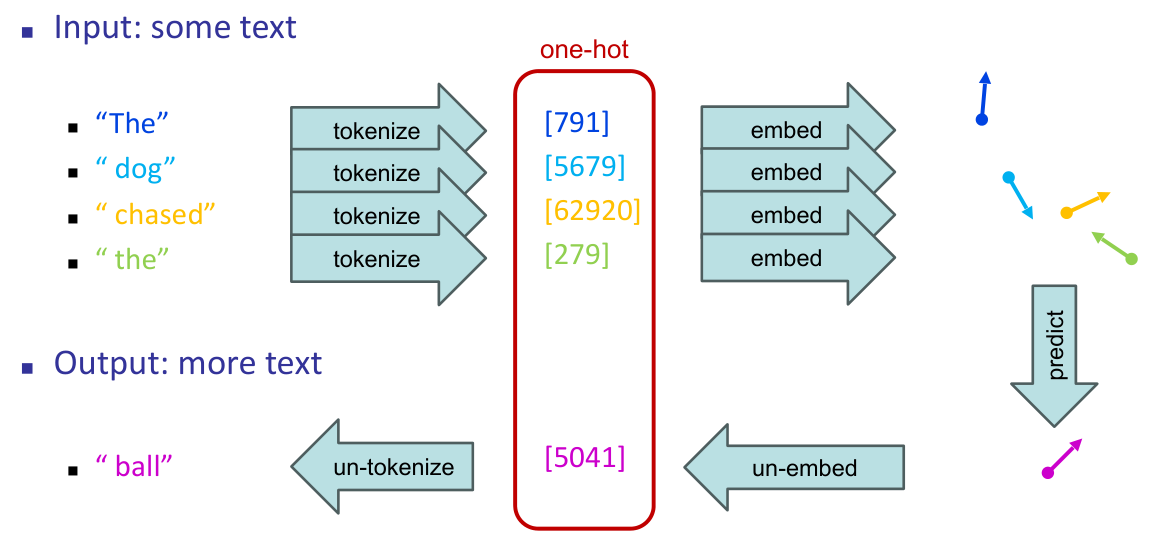 Input: some text
one-hot
“The” tokenize [791] embed
“ dog” tokenize [5679] embed
“ chased” tokenize [62920] embed
“ the” tokenize [279] embed
predict
Output: more text
“ ball” un-tokenize [5041] un-embed